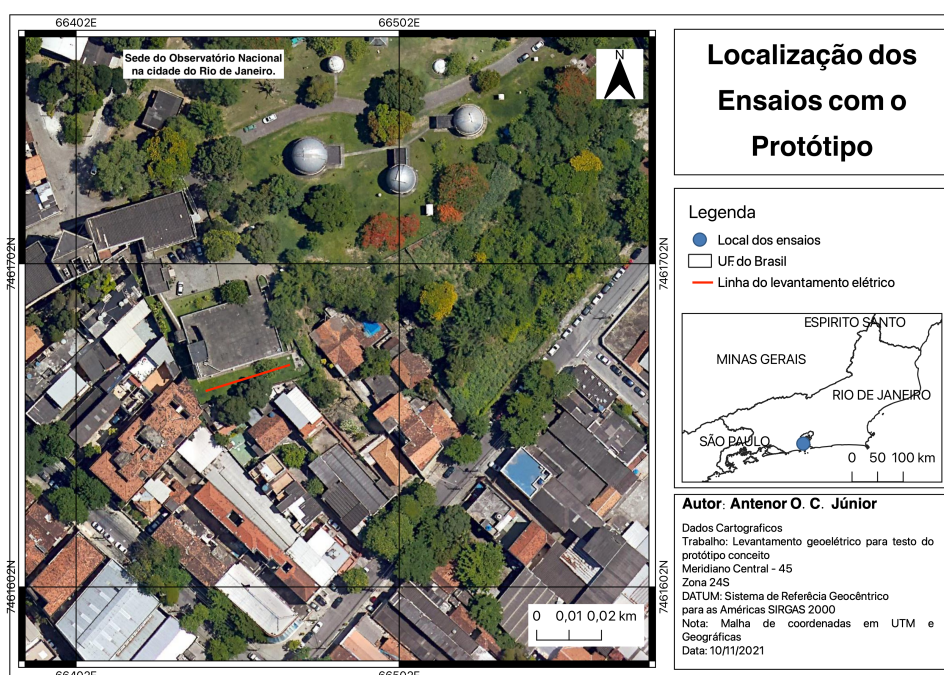 66402E
66502E
Sede do Observatório Nacional
na cidade do Rio de Janeiro.
N
7461702N
7461702N
7461602N
7461602N
0 0,01 0,02 km
66402E
66502E
Localização dos
Ensaios com o
Protótipo
Legenda
Local dos ensaios
UF do Brasil
Linha do levantamento elétrico
ESPIRITO SANTO
MINAS GERAIS
RIO DE JANEIRO
SÃO PAULO
0 50 100 km
Autor: Antenor O. C. Júnior
Dados Cartograficos
Trabalho: Levantamento geoelétrico para testo do
protótipo conceito
Meridiano Central - 45
Zona 24S
DATUM: Sistema de Referêcia Geocêntrico
para as Américas SIRGAS 2000
Nota: Malha de coordenadas em UTM e
Geográficas
Data: 10/11/2021